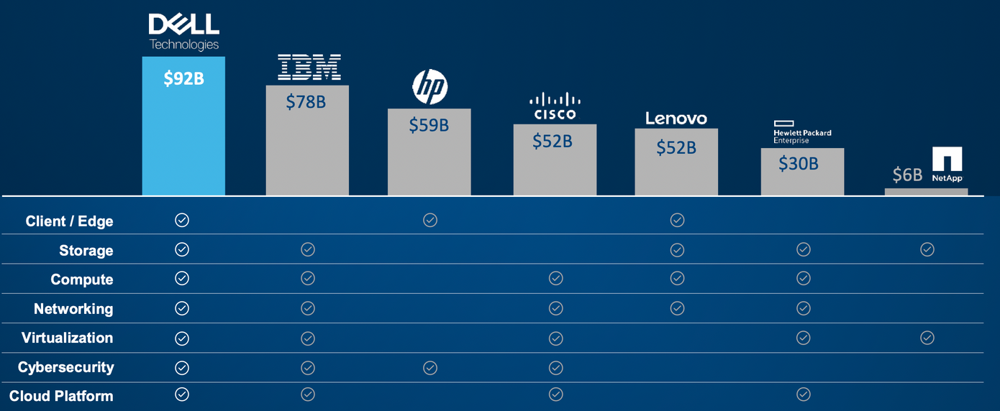 DELL
Technologies
$92B
IBM
$78B
hp
$59B
CISCO
$52B
Lenovo
$52B
Hewlett Packard
Enterprise
$30B
$6B
NetApp
Client / Edge
Storage
Compute
Networking
Virtualization
Cybersecurity
Cloud Platform